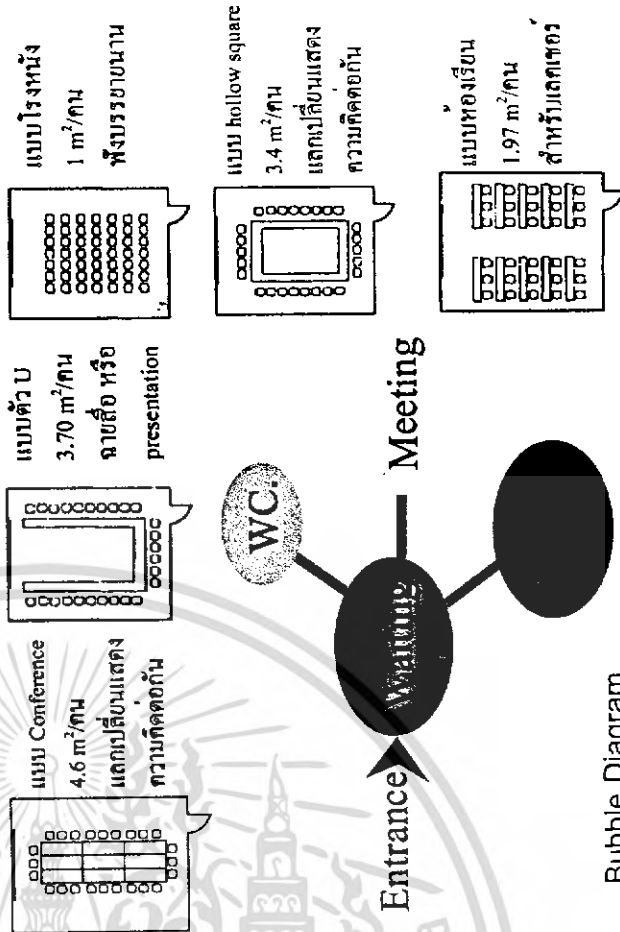 แบบ Conference
4.6 m²/คน
แลกเปลี่ยนแสดง
ความคิดต่อกัน
แบบตัว U
3.70 m²/คน
ฉายสื่อ หรือ
presentation
แบบโรงหนัง
1 m²/คน
ฟังบรรยายนาน
แบบ hollow square
3.4 m²/คน
แลกเปลี่ยนแสดง
ความคิดต่อกัน
แบบห้องเรียน
1.97 m²/คน
สำหรับเลคเชอร์
WC.
Entrance
Meeting
Bubble Diagram